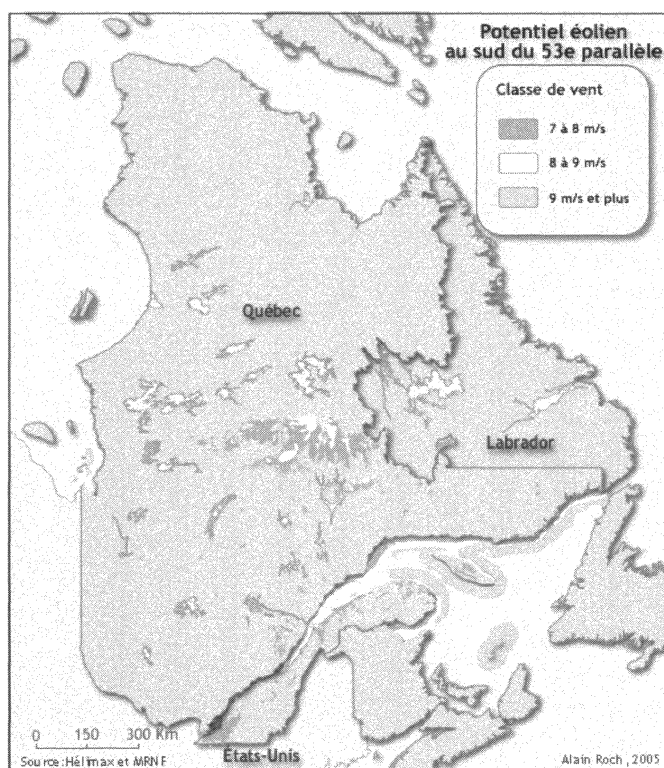 Potentiel éolien
au sud du 53e parallèle
Classe de vent
7 à 8 m/s
8 à 9 m/s
9 m/s et plus
Québec
Labrador
0 150 300 Km
États-Unis
Source:Hélimax et MRNF
Alain Roch, 2005